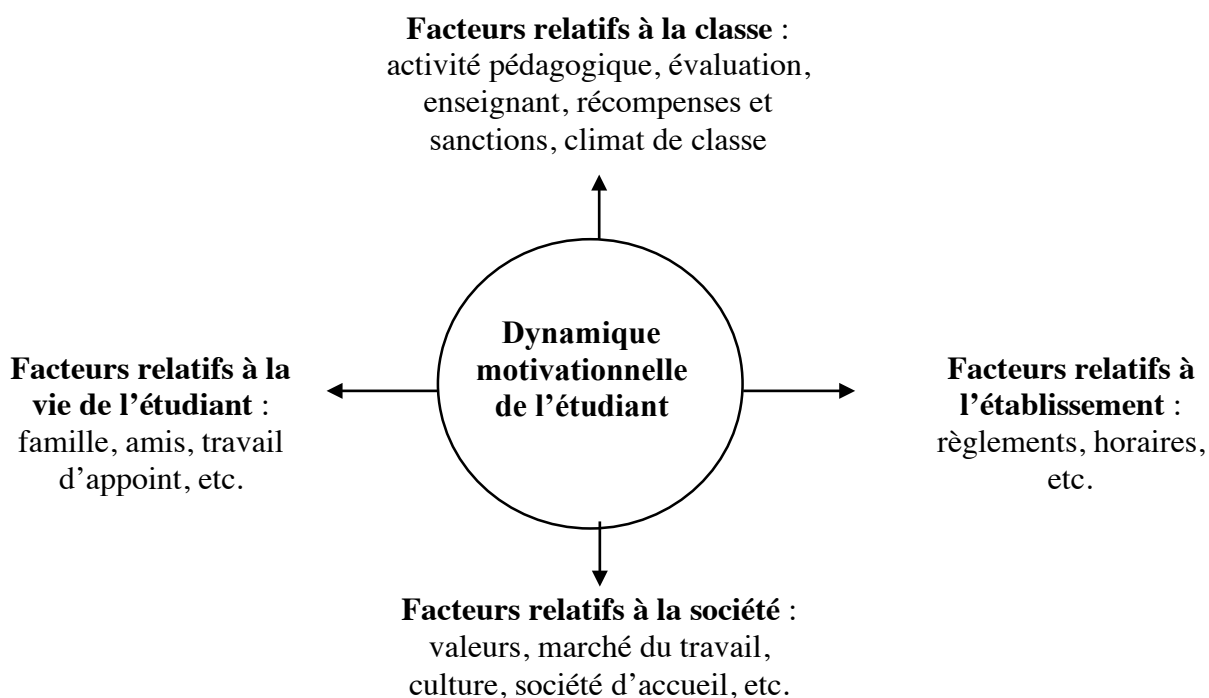 Facteurs relatifs à la classe :
activité pédagogique, évaluation,
enseignant, récompenses et
sanctions, climat de classe
Dynamique
motivationnelle
de l’étudiant
Facteurs relatifs à la
vie de l’étudiant :
famille, amis, travail
d’appoint, etc.
Facteurs relatifs à
l’établissement :
règlements, horaires,
etc.
Facteurs relatifs à la société :
valeurs, marché du travail,
culture, société d’accueil, etc.